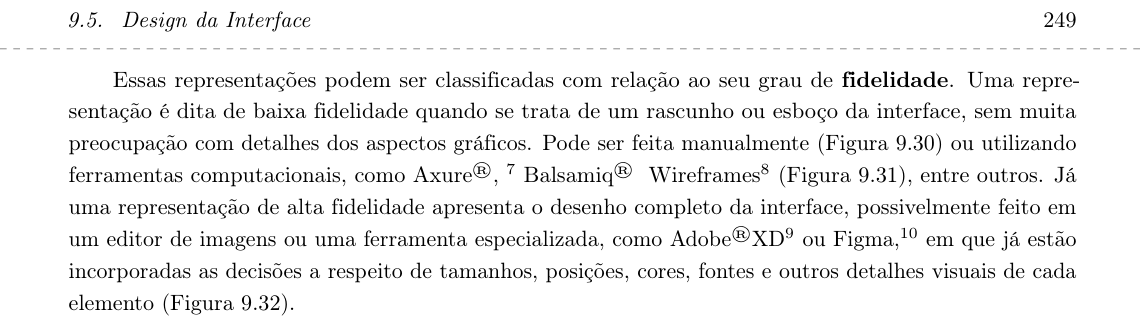 9.5. Design da Interface 249
Essas representações podem ser classificadas com relação ao seu grau de fidelidade. Uma repre-
sentação é dita de baixa fidelidade quando se trata de um rascunho ou esboço da interface, sem muita
preocupação com detalhes dos aspectos gráficos. Pode ser feita manualmente (Figura 9.30) ou utilizando
ferramentas computacionais, como Axure®, ⁷ Balsamiq® Wireframes⁸ (Figura 9.31), entre outros. Já
uma representação de alta fidelidade apresenta o desenho completo da interface, possivelmente feito em
um editor de imagens ou uma ferramenta especializada, como Adobe®XD⁹ ou Figma,¹⁰ em que já estão
incorporadas as decisões a respeito de tamanhos, posições, cores, fontes e outros detalhes visuais de cada
elemento (Figura 9.32).